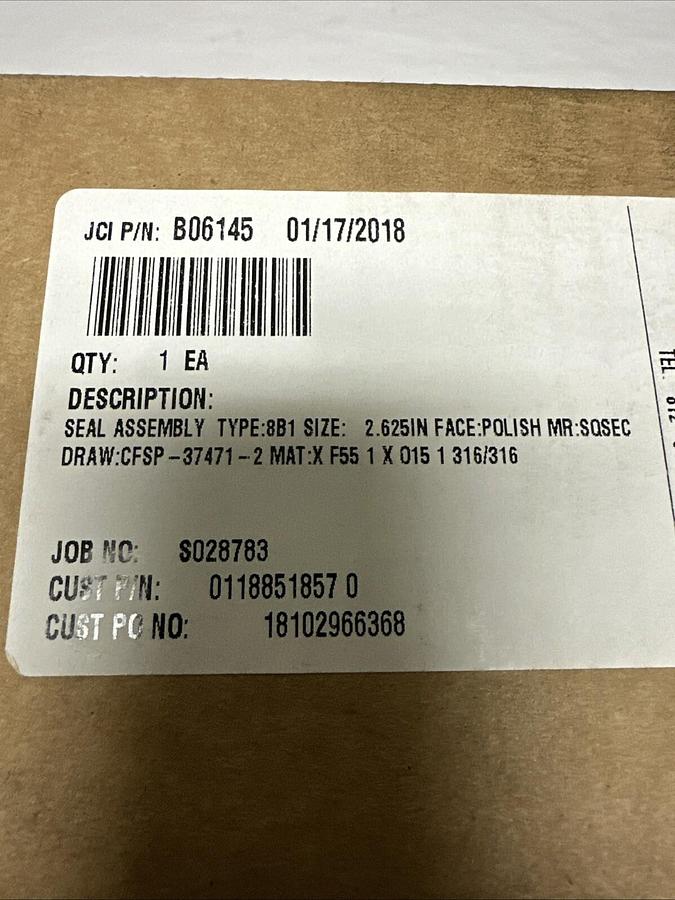 JCI P/N: B06145 01/17/2018
QTY: 1 EA
DESCRIPTION:
SEAL ASSEMBLY TYPE:8B1 SIZE: 2.625IN FACE:POLISH MR:SQSEC
DRAW:CFSP-37471-2 MAT:X F55 1 X O15 1 316/316
JOB NO: S028783
CUST P/N: 0118851857 0
CUST PO NO: 18102966368
TEL